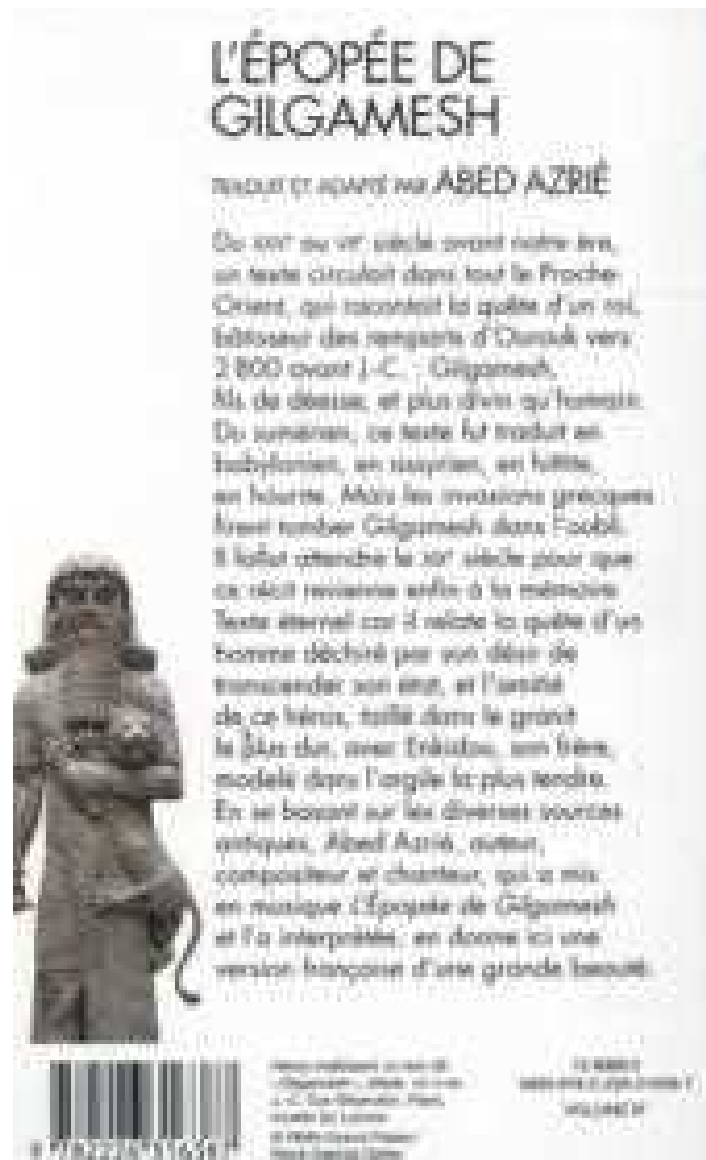 L'ÉPOPÉE DE
GILGAMESH
TRADUIT ET ADAPTÉ PAR ABED AZRIÉ
Du au siècle avant notre ère,
un texte circulait dans tout le Proche-
Orient, qui racontait la quête d'un roi,
bâtisseur des remparts d'Ourouk vers
2 800 avant J.-C. : Gilgamesh,
fils de déesse, et plus divin qu'humain.
Du sumérien, ce texte fut traduit en
babylonien, en assyrien, en hittite,
en hourrite. Mais les invasions grecques
firent tomber Gilgamesh dans l'oubli.
Il fallut attendre le siècle pour que
ce récit revienne enfin à la mémoire.
Texte éternel car il relate la quête d'un
homme déchiré par son désir de
transcender son état, et l'amitié
de ce héros, taillé dans le granit
le plus dur, avec Enkidou, son frère,
modelé dans l'argile la plus tendre.
En se basant sur les diverses sources
antiques, Abed Azrié, auteur,
compositeur et chanteur, qui a mis
en musique L'Épopée de Gilgamesh
et l'a interprétée, en donne ici une
version française d'une grande beauté.